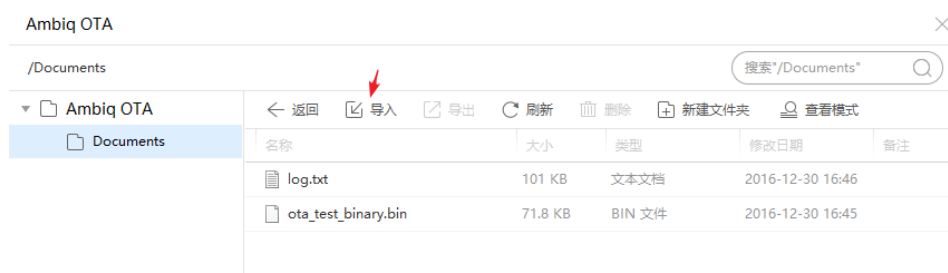 Ambiq OTA
/Documents
搜索"/Documents"
Ambiq OTA
Documents
返回 导入 导出 刷新 删除 新建文件夹 查看模式
名称 大小 类型 修改日期 备注
log.txt 101 KB 文本文档 2016-12-30 16:46
ota_test_binary.bin 71.8 KB BIN 文件 2016-12-30 16:45